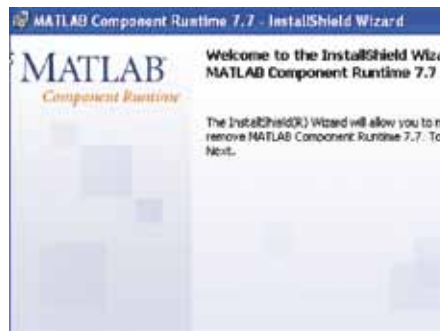 MATLAB Component Runtime 7.7 - InstallShield Wizard
MATLAB
Component Runtime
Welcome to the InstallShield Wiza
MATLAB Component Runtime 7.7
The InstallShield(R) Wizard will allow you to
remove MATLAB Component Runtime 7.7. To
Next.